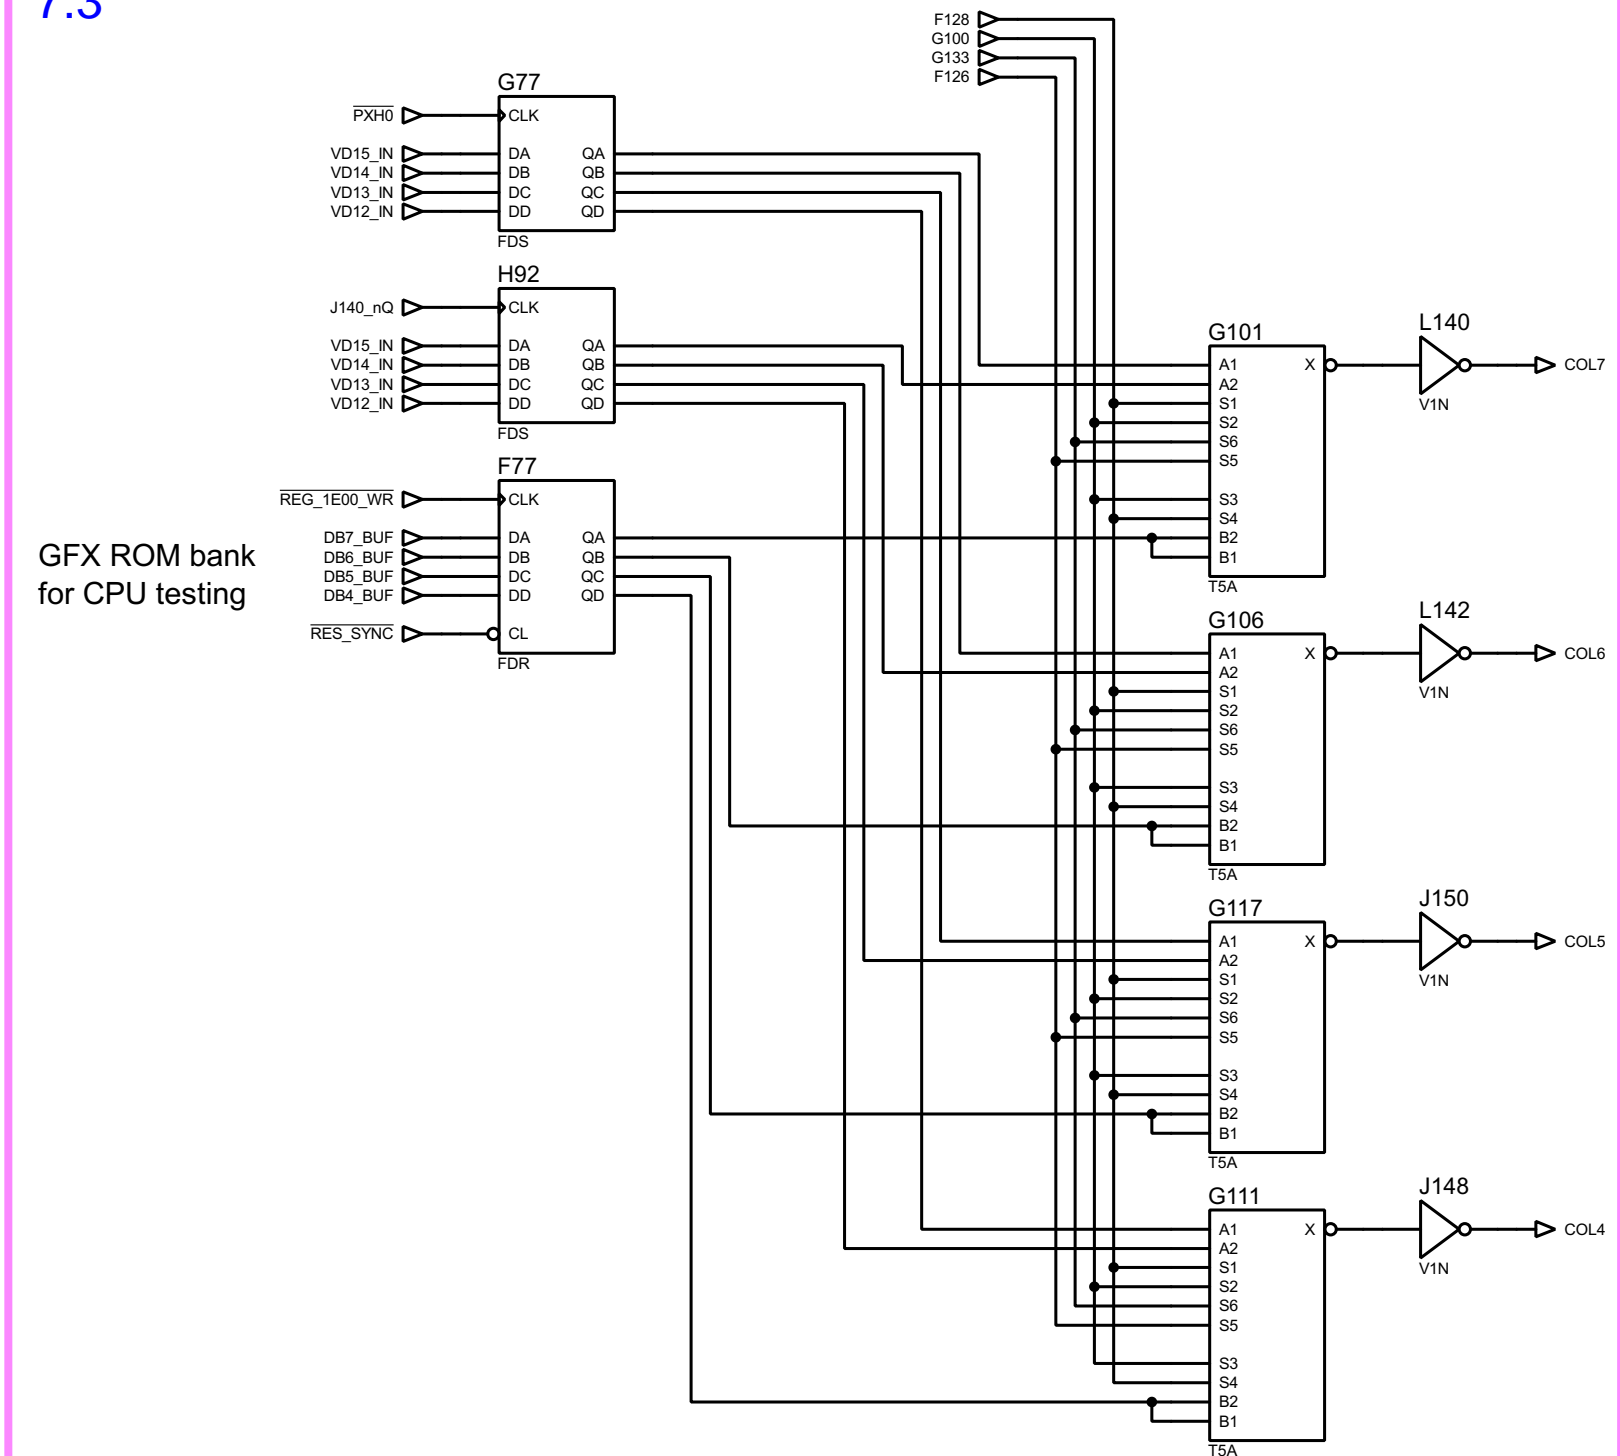 7.3
F128
G100
G133
F126
G77
PXH0
CLK
VD15_IN
DA
QA
VD14_IN
DB
QB
VD13_IN
DC
QC
VD12_IN
DD
QD
FDS
H92
J140_nQ
CLK
VD15_IN
DA
QA
VD14_IN
DB
QB
VD13_IN
DC
QC
VD12_IN
DD
QD
FDS
F77
REG_1E00_WR
CLK
DB7_BUF
DA
QA
DB6_BUF
DB
QB
DB5_BUF
DC
QC
DB4_BUF
DD
QD
RES_SYNC
CL
FDR
GFX ROM bank
for CPU testing
G101
A1
X
A2
S1
S2
S6
S5
S3
S4
B2
B1
T5A
L140
V1N
COL7
G106
A1
X
A2
S1
S2
S6
S5
S3
S4
B2
B1
T5A
L142
V1N
COL6
G117
A1
X
A2
S1
S2
S6
S5
S3
S4
B2
B1
T5A
J150
V1N
COL5
G111
A1
X
A2
S1
S2
S6
S5
S3
S4
B2
B1
T5A
J148
V1N
COL4